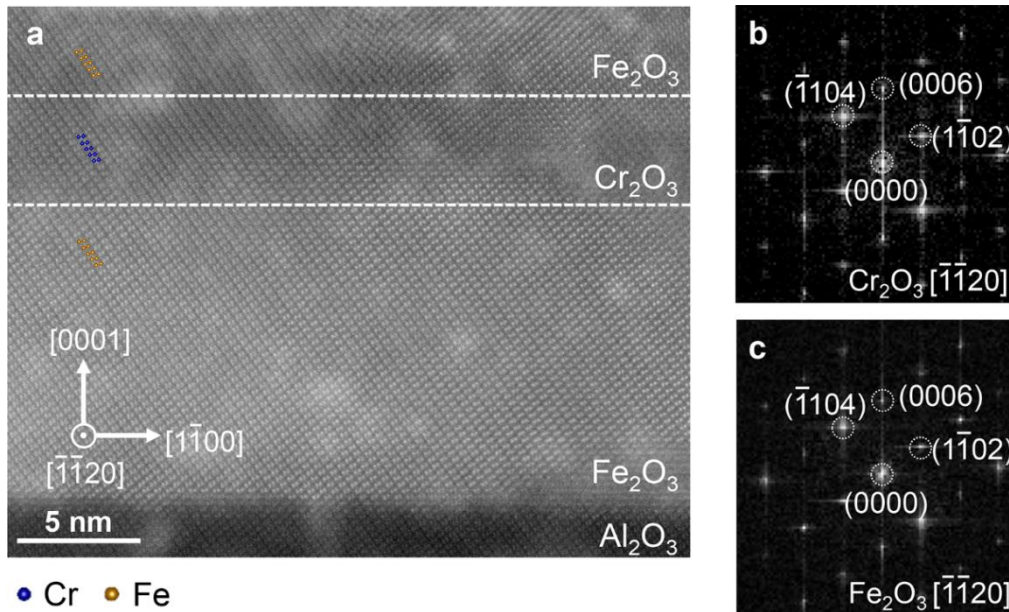 a
Fe₂O₃
Cr₂O₃
[0001]
[11̅00]
[1̅1̅20]
Fe₂O₃
5 nm
Al₂O₃
Cr Fe
b
(0006)
(1̅104)
(11̅02)
(0000)
Cr₂O₃ [1̅1̅20]
c
(0006)
(1̅104)
(11̅02)
(0000)
Fe₂O₃ [1̅1̅20]